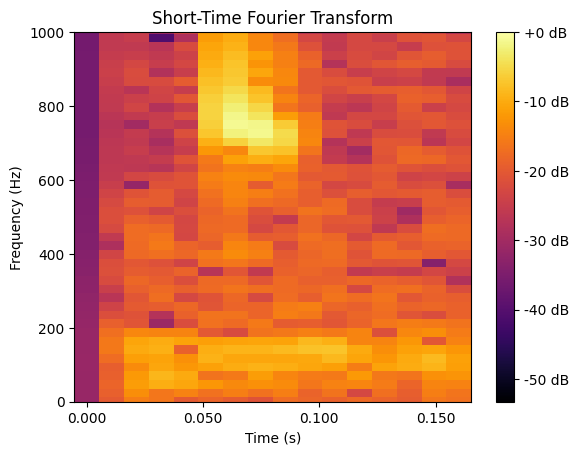 Short-Time Fourier Transform
Frequency (Hz)
1000
800
600
400
200
0
0.000
0.050
0.100
0.150
Time (s)
+0 dB
-10 dB
-20 dB
-30 dB
-40 dB
-50 dB